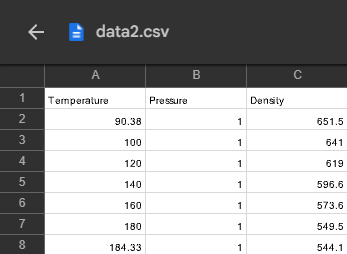 data2.csv
A B C
1 Temperature Pressure Density
2 90.38 1 651.5
3 100 1 641
4 120 1 619
5 140 1 596.6
6 160 1 573.6
7 180 1 549.5
8 184.33 1 544.1